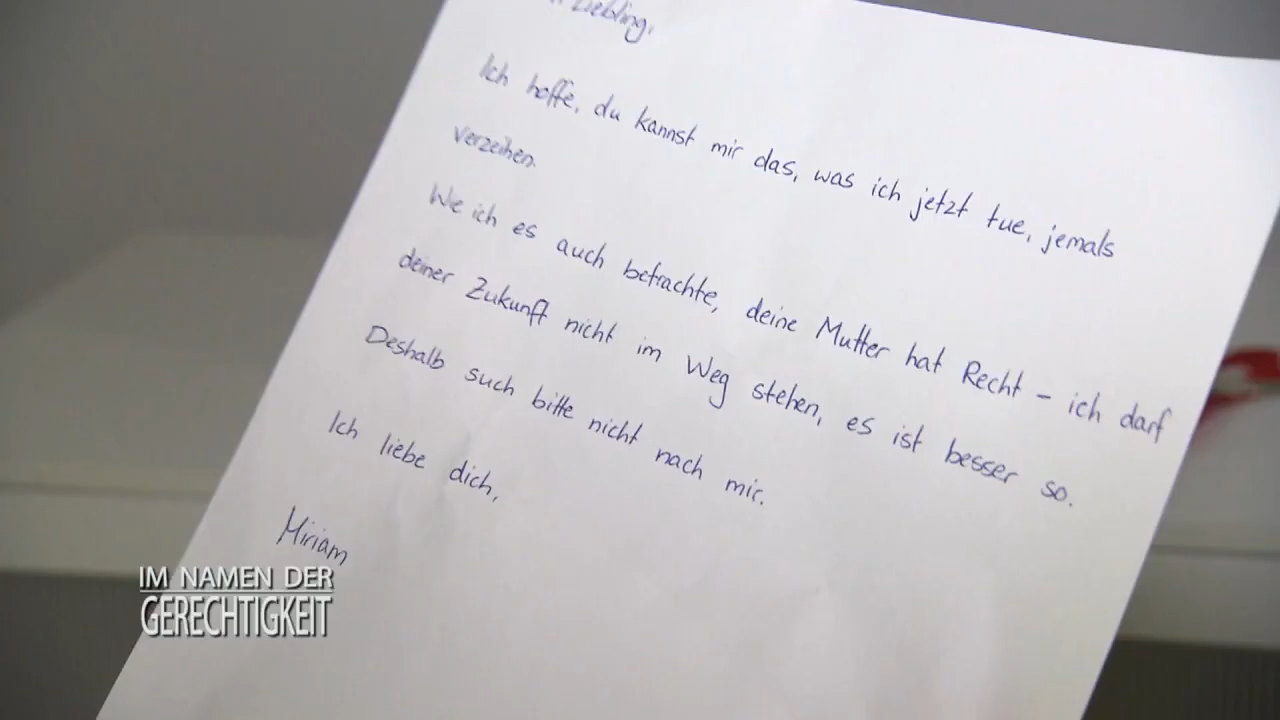 Liebling,
Ich hoffe, du kannst mir das, was ich jetzt tue, jemals
verzeihen.
Wie ich es auch betrachte, deine Mutter hat Recht - ich darf
deiner Zukunft nicht im Weg stehen, es ist besser so.
Deshalb such bitte nicht nach mir.
Ich liebe dich,
Miriam
IM NAMEN DER
GERECHTIGKEIT